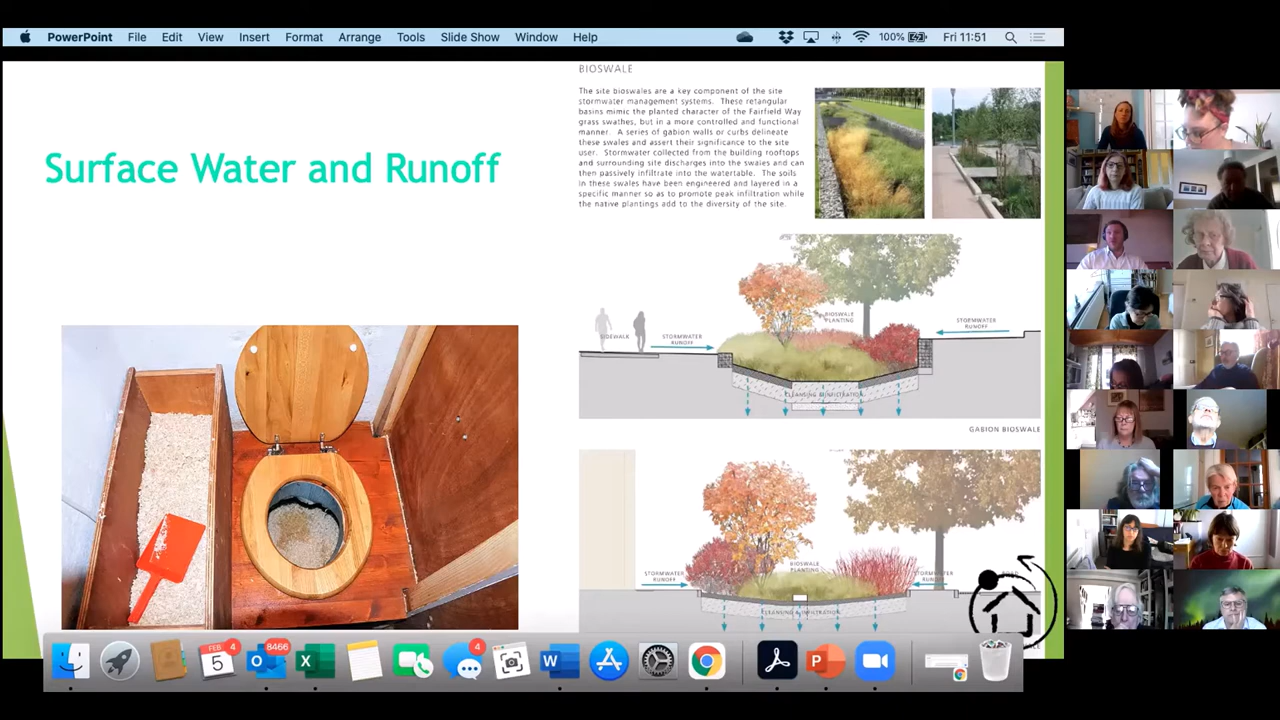 PowerPoint File Edit View Insert Format Arrange Tools Slide Show Window Help 100% Fri 11:51
BIOSWALE
The site bioswales are a key component of the site
stormwater management systems. These retangular
basins mimic the planted character of the Fairfield Way
grass swathes, but in a more controlled and functional
manner. A series of gabion walls or curbs delineate
these swales and assert their significance to the site
user. Stormwater collected from the building rooftops
and surrounding site discharges into the swales and can
then passively infiltrate into the watertable. The soils
in these swales have been engineered and layered in a
specific manner so as to promote peak infiltration while
the native plantings add to the diversity of the site.
Surface Water and Runoff
BIOSWALE
PLANTING
SIDEWALK
STORMWATER
RUNOFF
STORMWATER
RUNOFF
CLEANSING & INFILTRATION
GABION BIOSWALE
BIOSWALE
PLANTING
STORMWATER
RUNOFF
STORMWATER
RUNOFF
CLEANSING & INFILTRATION
FEB
5
4
8466
4